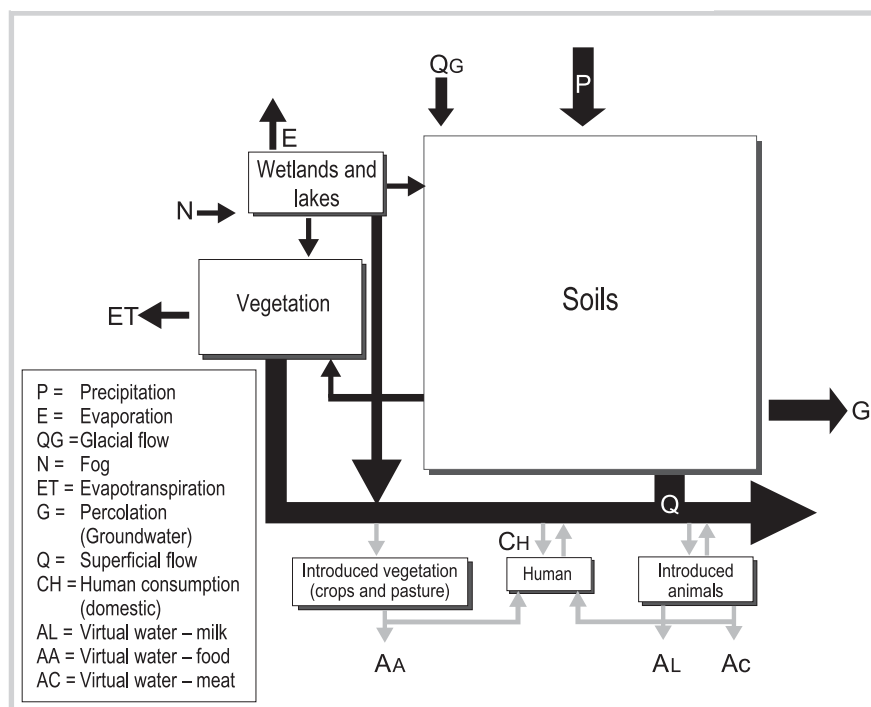 QG
P
E
Wetlands and
lakes
N
Vegetation
Soils
ET
P = Precipitation
E = Evaporation
QG = Glacial flow
N = Fog
ET = Evapotranspiration
G = Percolation
(Groundwater)
Q = Superficial flow
CH = Human consumption
(domestic)
AL = Virtual water – milk
AA = Virtual water – food
AC = Virtual water – meat
G
Q
CH
Introduced vegetation
(crops and pasture)
Human
Introduced
animals
AA
AL
Ac